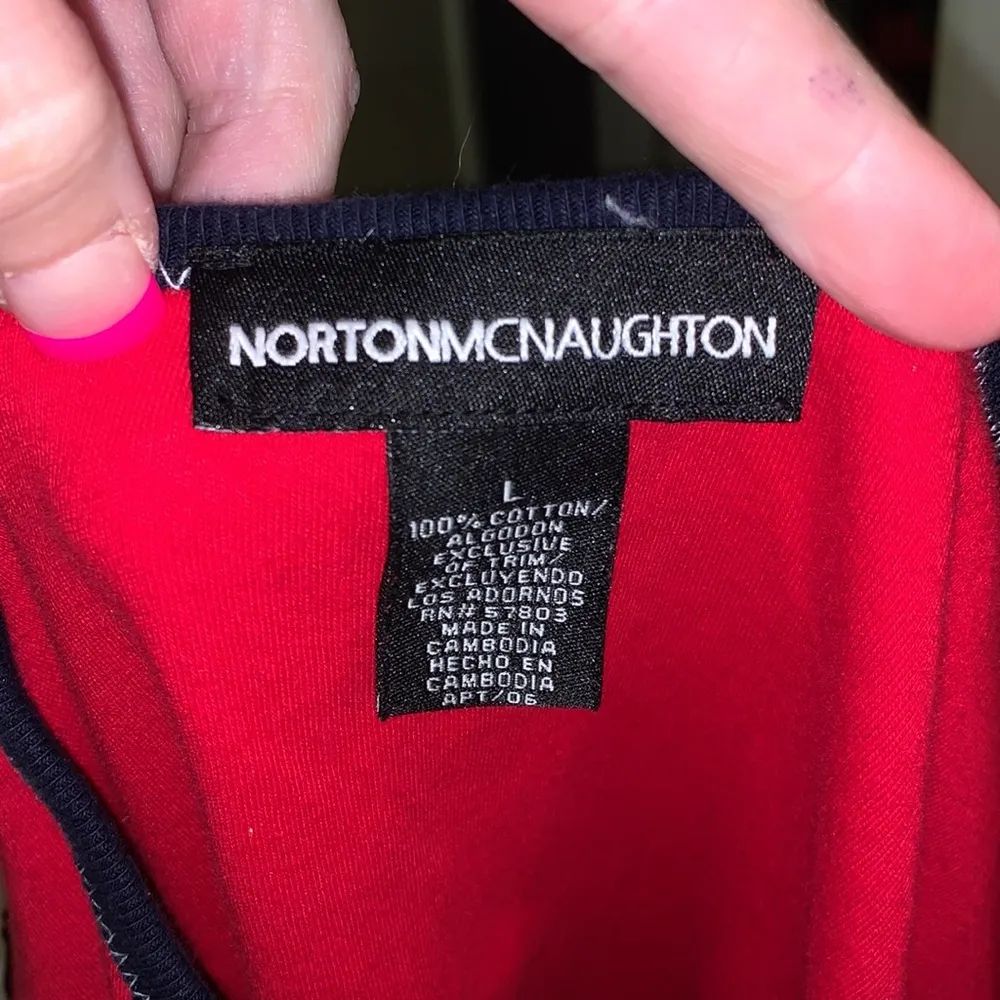 NORTONMCNAUGHTON
L
100% COTTON/
ALGODON
EXCLUSIVE
OF TRIM/
EXCLUYENDO
LOS ADORNOS
RN# 57803
MADE IN
CAMBODIA
HECHO EN
CAMBODIA
APT/06